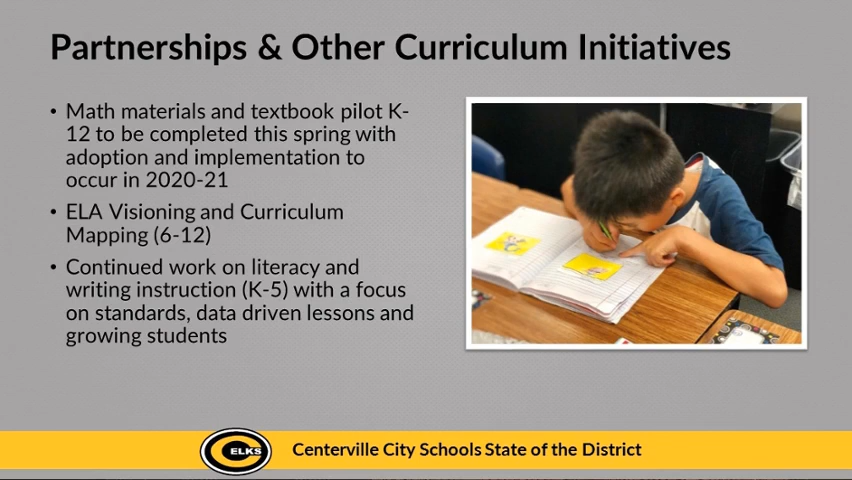 Partnerships & Other Curriculum Initiatives
• Math materials and textbook pilot K-
12 to be completed this spring with
adoption and implementation to
occur in 2020-21
• ELA Visioning and Curriculum
Mapping (6-12)
• Continued work on literacy and
writing instruction (K-5) with a focus
on standards, data driven lessons and
growing students
ELKS
Centerville City Schools State of the District